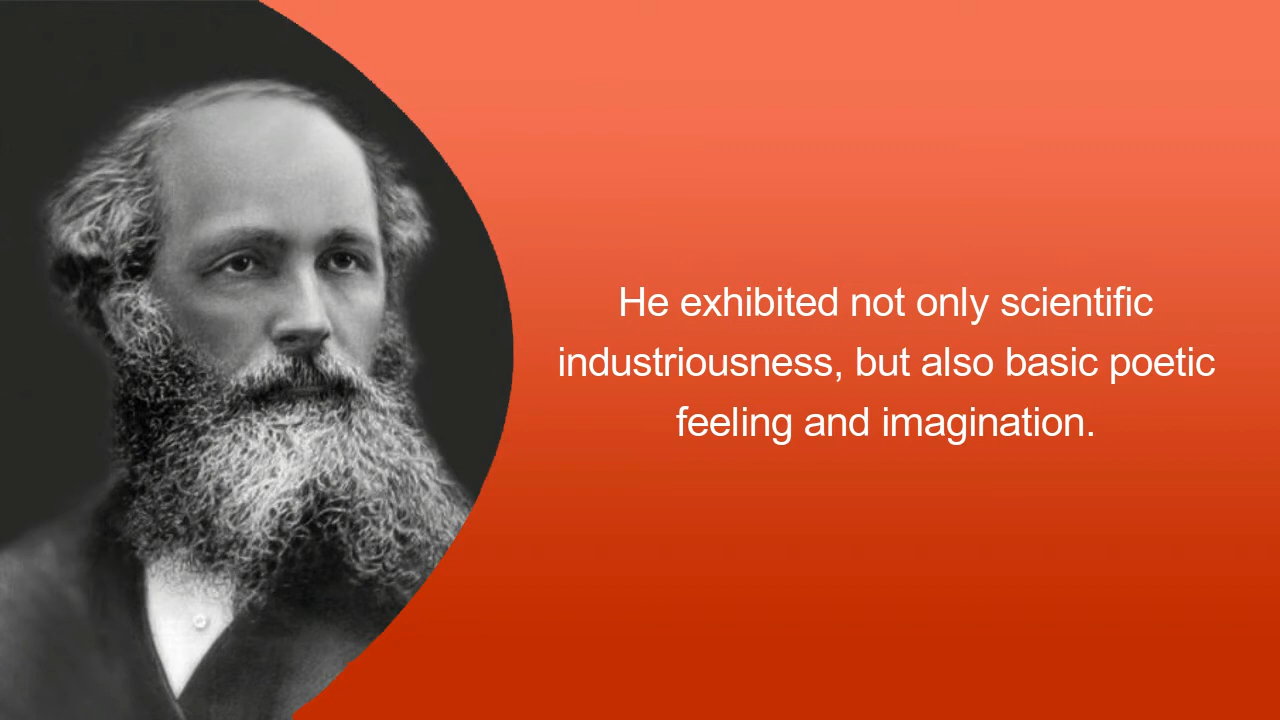 He exhibited not only scientific
industriousness, but also basic poetic
feeling and imagination.